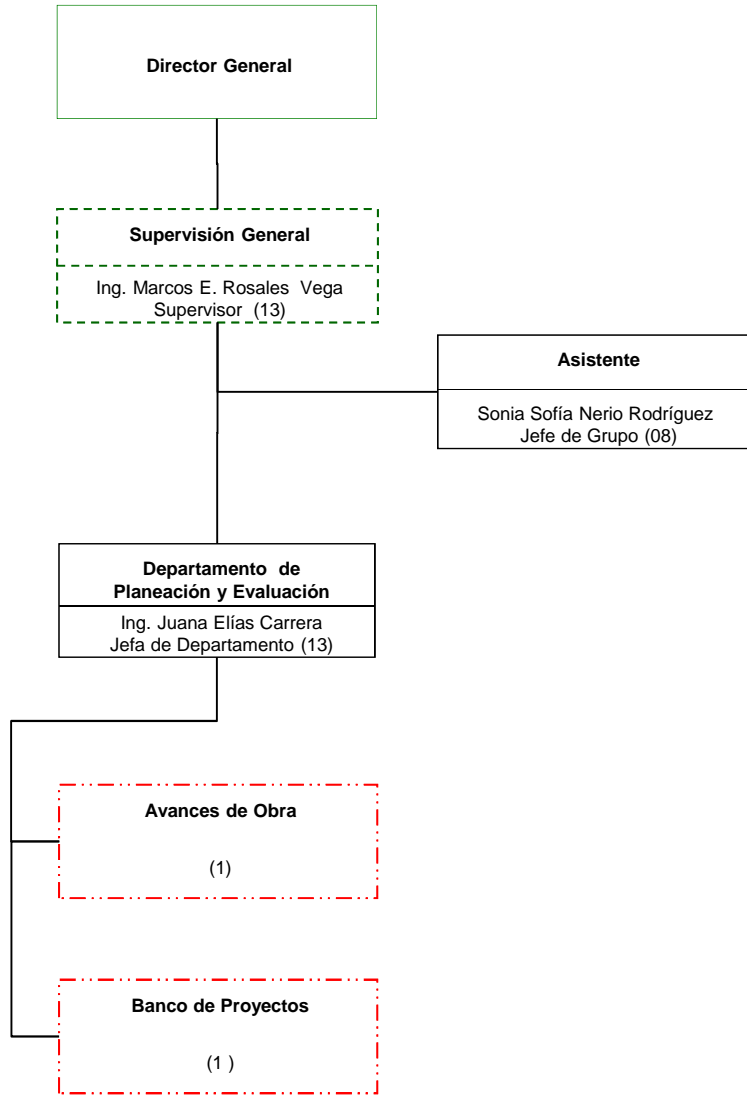 Director General
Supervisión General
Ing. Marcos E. Rosales Vega
Supervisor (13)
Asistente
Sonia Sofía Nerio Rodríguez
Jefe de Grupo (08)
Departamento de
Planeación y Evaluación
Ing. Juana Elías Carrera
Jefa de Departamento (13)
Avances de Obra
(1)
Banco de Proyectos
(1 )